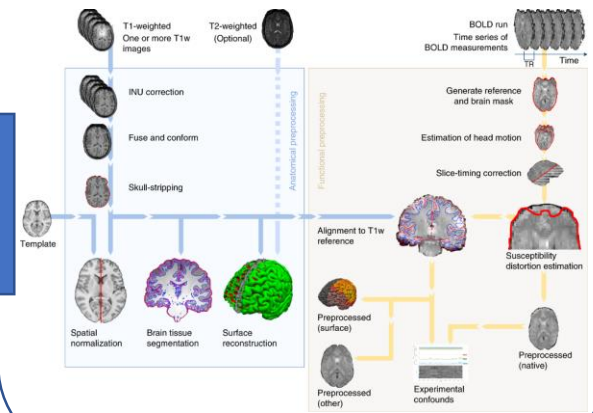 T1-weighted
One or more T1w
images
T2-weighted
(Optional)
BOLD run
Time series of
BOLD measurements
TR
Time
INU correction
Fuse and conform
Skull-stripping
Anatomical preprocessing
Functional preprocessing
Generate reference
and brain mask
Estimation of head motion
Slice-timing correction
Template
Alignment to T1w
reference
Susceptibility
distortion estimation
Spatial
normalization
Brain tissue
segmentation
Surface
reconstruction
Preprocessed
(surface)
Preprocessed
(other)
Experimental
confounds
Preprocessed
(native)